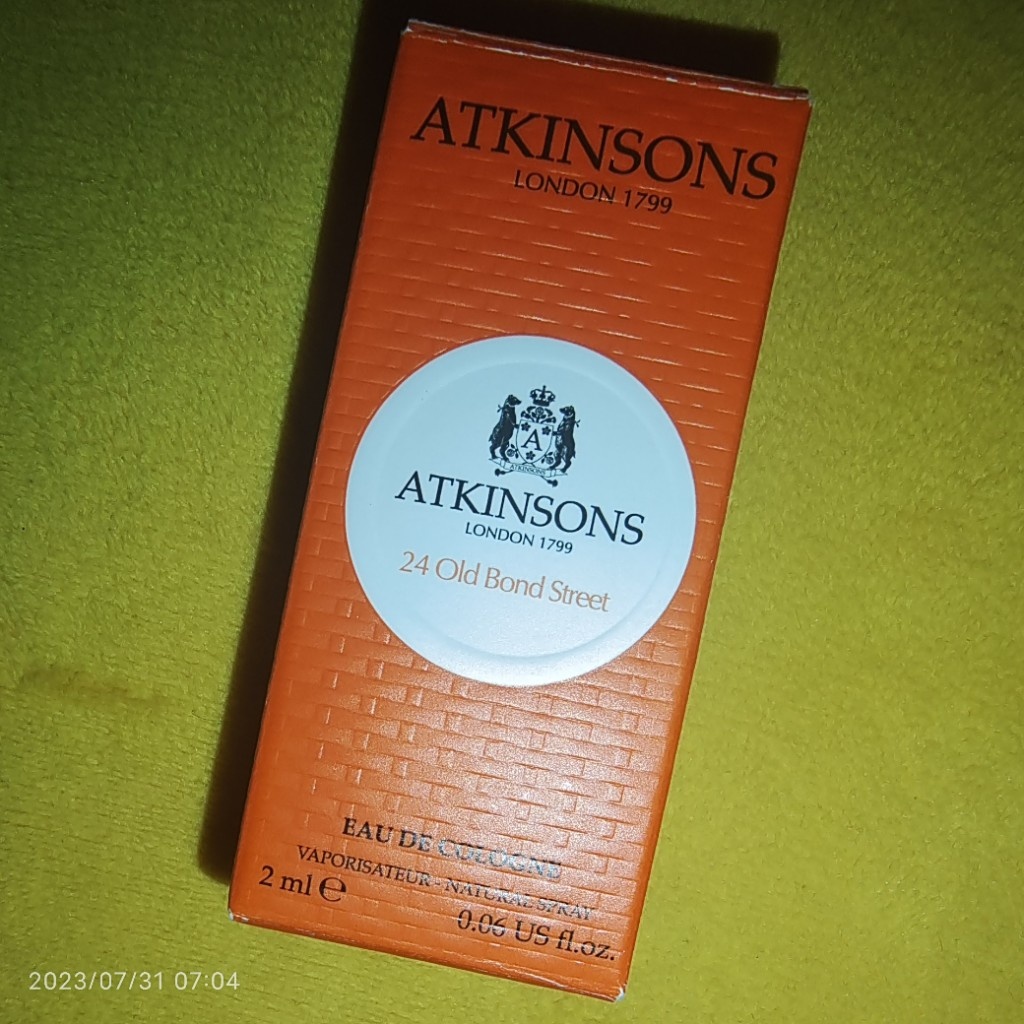 ATKINSONS
LONDON 1799
A
ATKINSONS
ATKINSONS
LONDON 1799
24 Old Bond Street
EAU DE COLOGNE
VAPORISATEUR - NATURAL SPRAY
2 ml ℮
0.06 US fl.oz.
2023/07/31 07:04